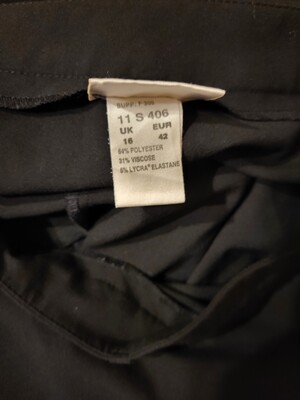 11 S 406
UK EUR
16 42
64% POLYESTER
31% VISCOSE
5% LYCRA® ELASTANE